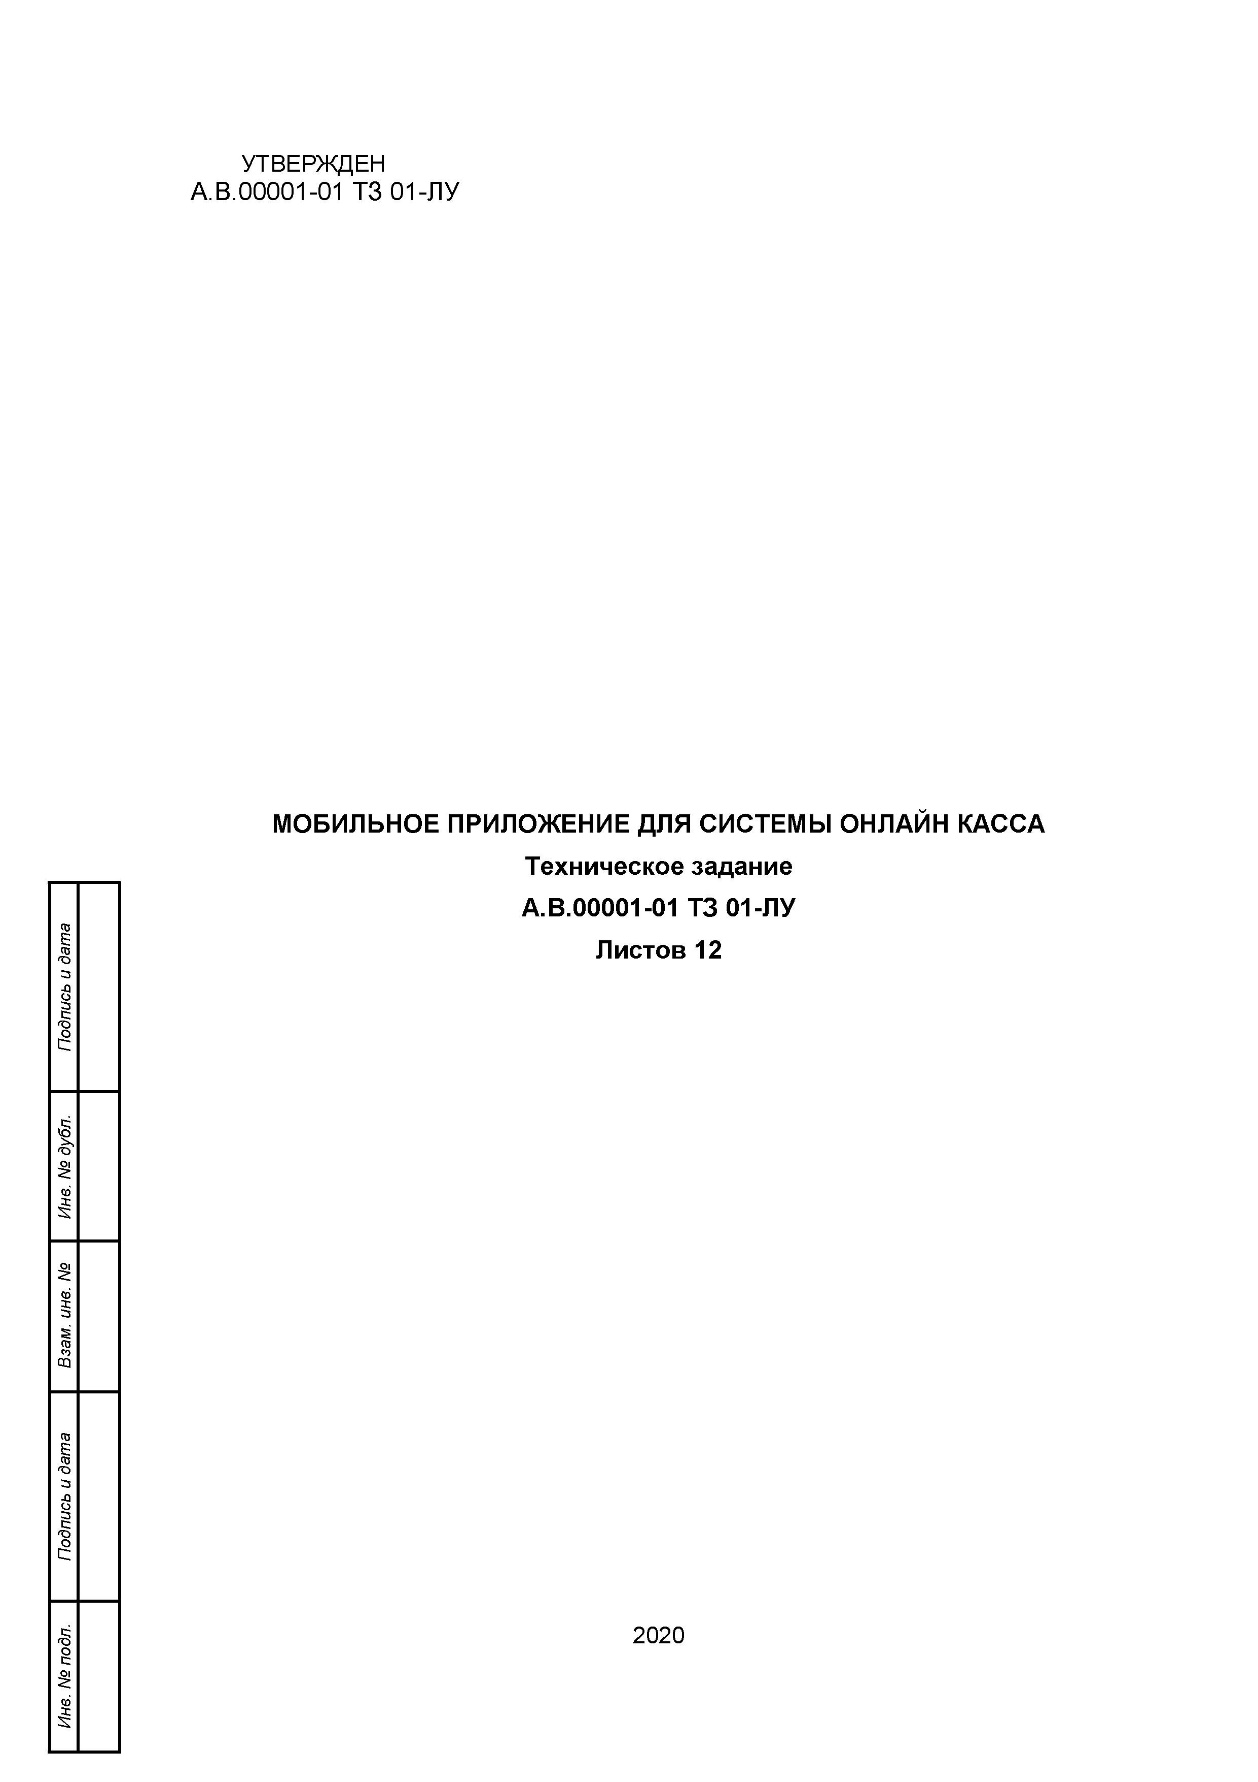 УТВЕРЖДЕН
А.В.00001-01 ТЗ 01-ЛУ
МОБИЛЬНОЕ ПРИЛОЖЕНИЕ ДЛЯ СИСТЕМЫ ОНЛАЙН КАССА
Техническое задание
А.В.00001-01 ТЗ 01-ЛУ
Листов 12
Подпись и дата
Инв. № дубл.
Взам. инв. №
Подпись и дата
Инв. № подл.
2020